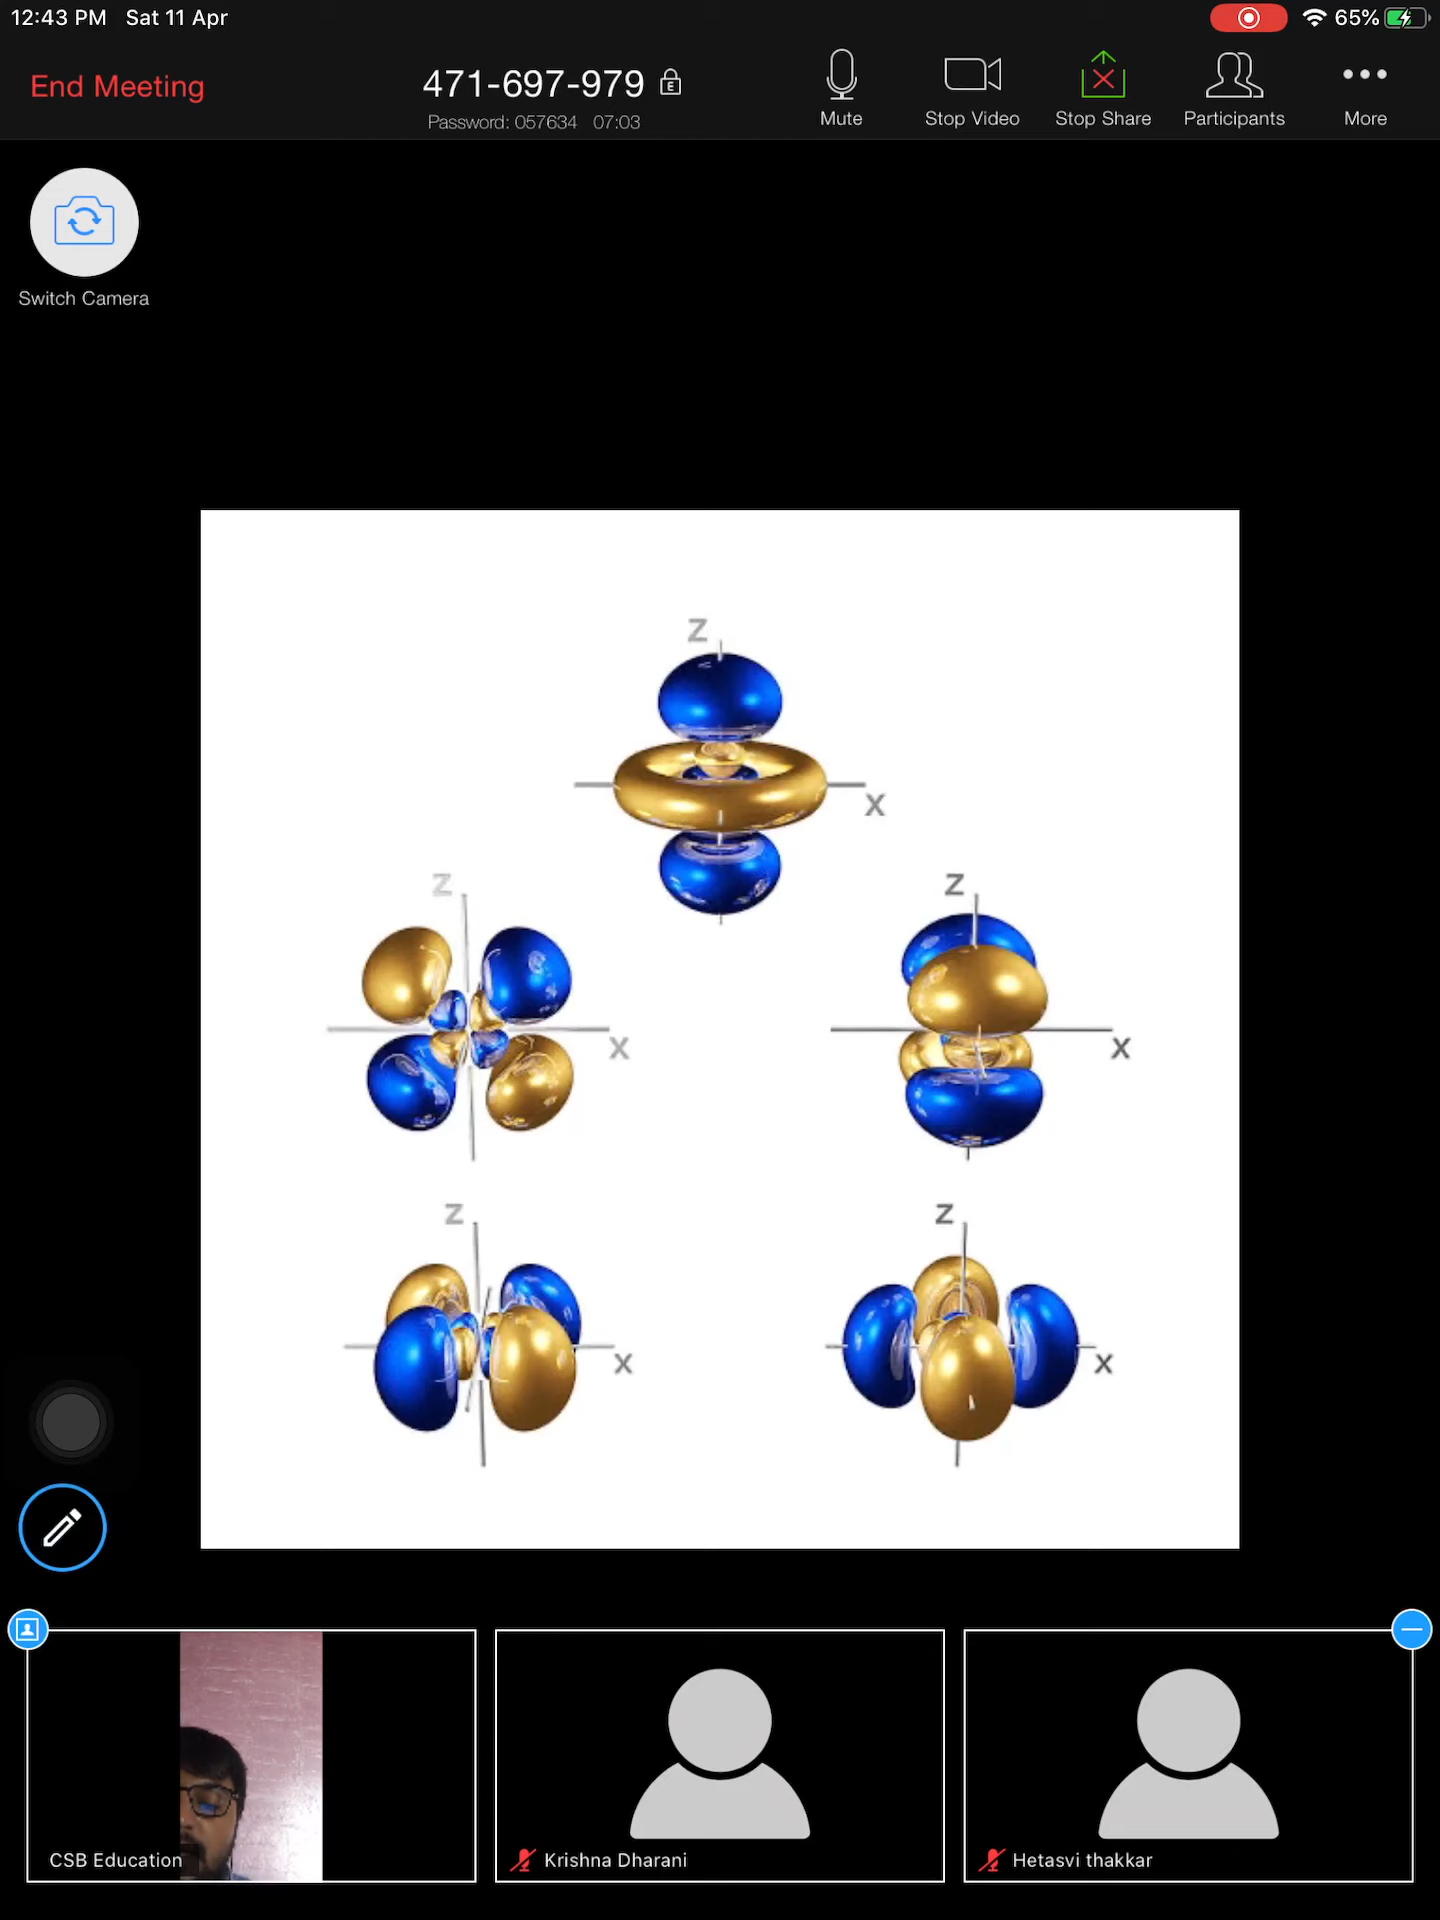 12:43 PM Sat 11 Apr
65%
End Meeting
471-697-979
E
Password: 057634 07:03
Mute
Stop Video
Stop Share
Participants
More
Switch Camera
Z
X
Z
X
Z
X
Z
X
Z
X
CSB Education
Krishna Dharani
Hetasvi thakkar